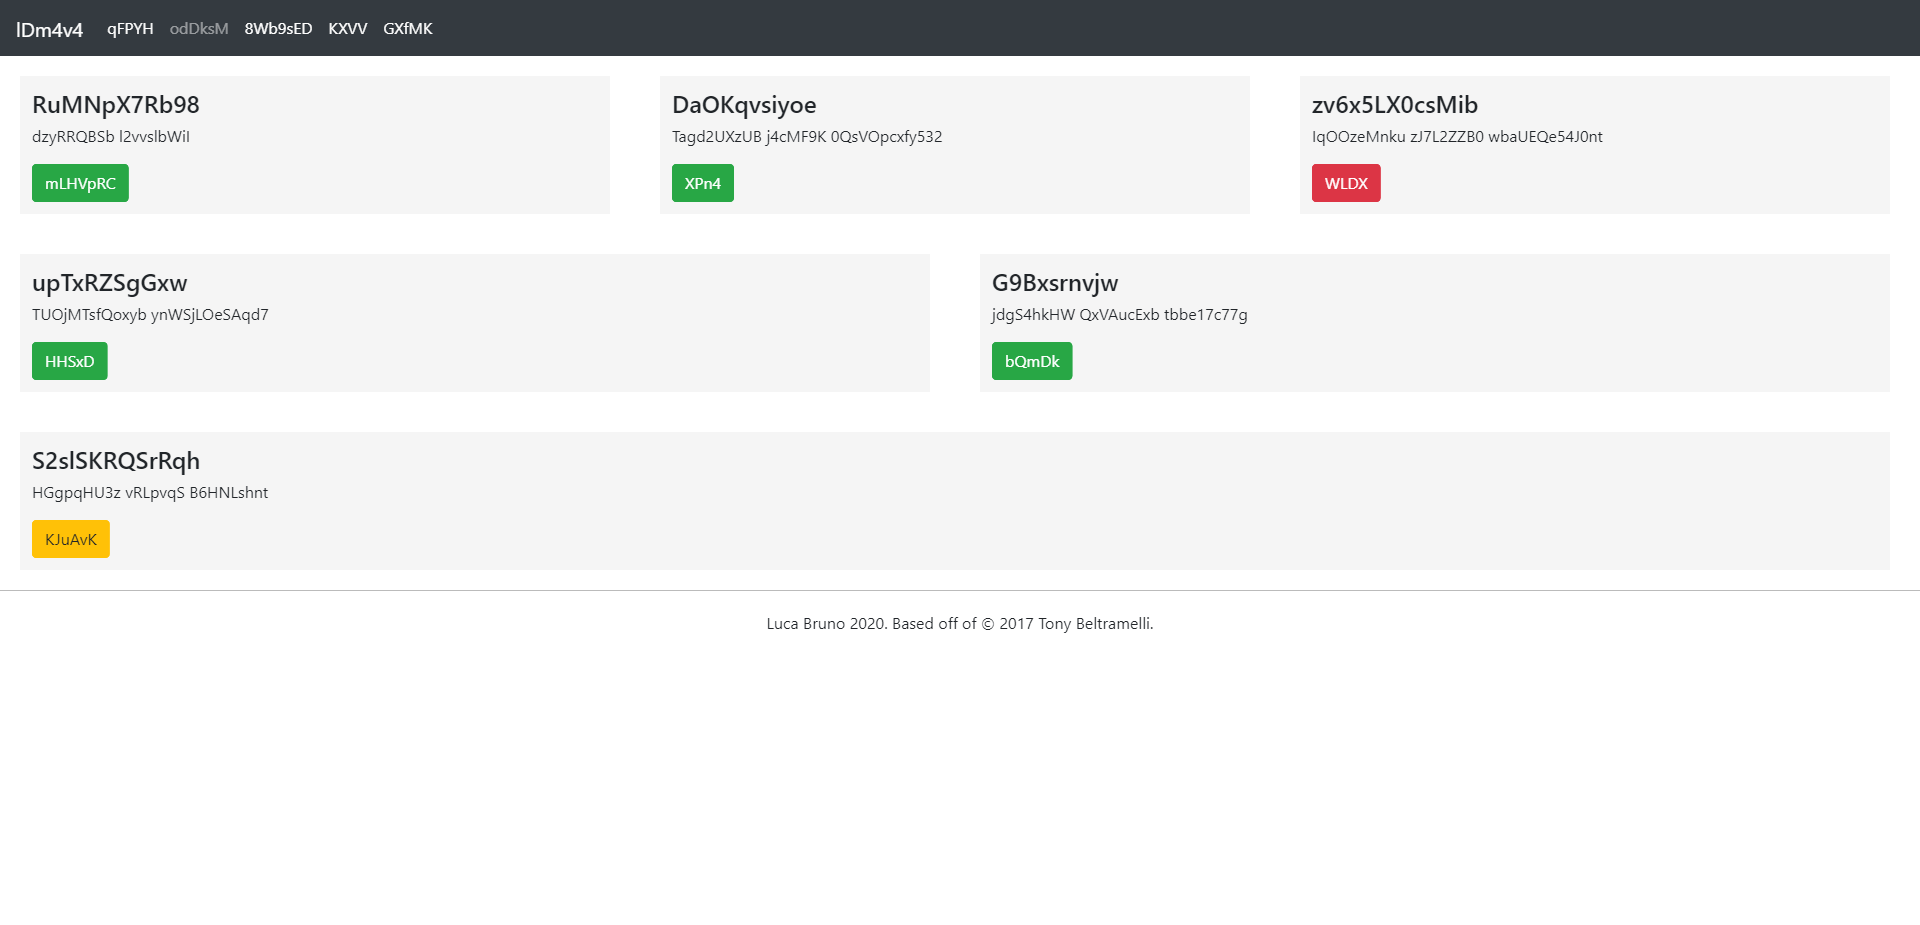 lDm4v4 qFPYH odDksM 8Wb9sED KXVV GXfMK
RuMNpX7Rb98
dzyRRQBSb l2vvslbWiI
mLHVpRC
DaOKqvsiyoe
Tagd2UXzUB j4cMF9K 0QsVOpcxfy532
XPn4
zv6x5LX0csMib
IqOOzeMnku zJ7L2ZZB0 wbaUEQe54J0nt
WLDX
upTxRZSgGxw
TUOjMTsfQoxyb ynWSjLOeSAqd7
HHSxD
G9Bxsrnvjw
jdgS4hkHW QxVAucExb tbbe17c77g
bQmDk
S2slSKRQSrRqh
HGgpqHU3z vRLpvqS B6HNLshnt
KJuAvK
Luca Bruno 2020. Based off of © 2017 Tony Beltramelli.